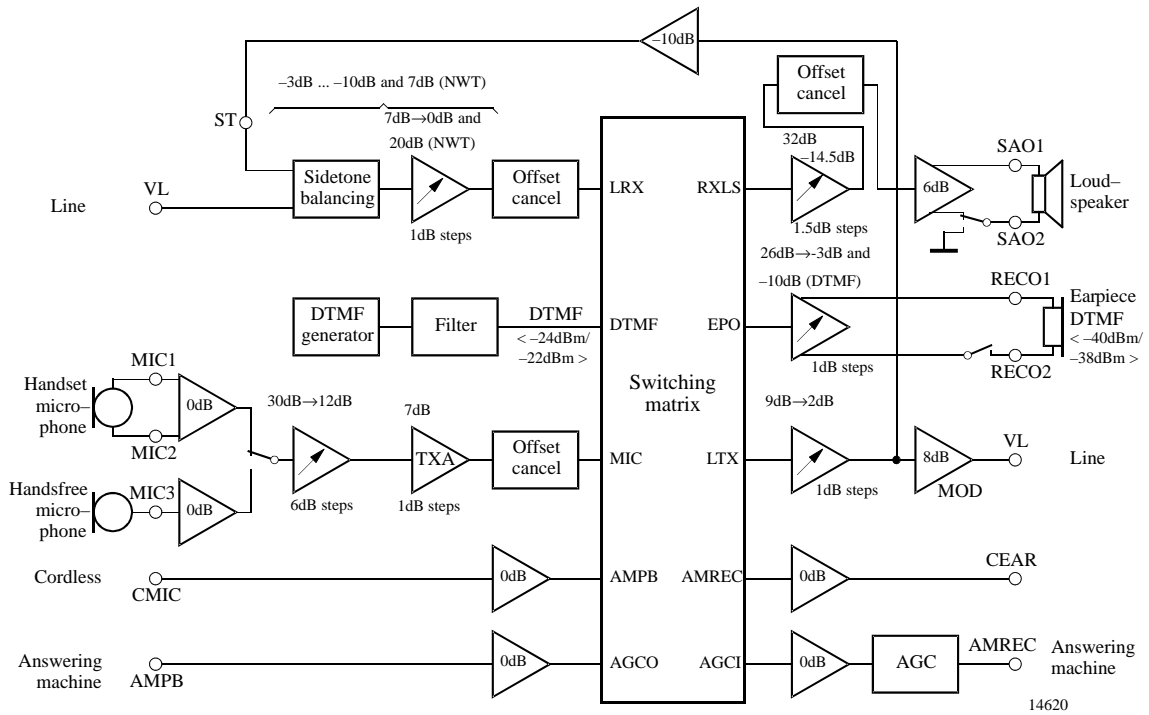 –10dB
–3dB ... –10dB and 7dB (NWT)
ST
7dB→0dB and
20dB (NWT)
Offset
cancel
32dB
–14.5dB
Line
VL
Sidetone
balancing
1dB steps
Offset
cancel
LRX
RXLS
1.5dB steps
6dB
SAO1
SAO2
Loud–
speaker
26dB→-3dB and
–10dB (DTMF)
DTMF
generator
Filter
DTMF
< –24dBm/
–22dBm >
DTMF
EPO
1dB steps
RECO1
RECO2
Earpiece
DTMF
< –40dBm/
–38dBm >
Switching
matrix
Handset
micro–
phone
MIC1
MIC2
0dB
30dB→12dB
6dB steps
7dB
TXA
1dB steps
Offset
cancel
MIC
LTX
9dB→2dB
1dB steps
8dB
MOD
VL
Line
Handsfree
micro–
phone
MIC3
0dB
Cordless
CMIC
0dB
AMPB
AMREC
0dB
CEAR
Answering
machine
AMPB
0dB
AGCO
AGCI
0dB
AGC
AMREC
Answering
machine
14620